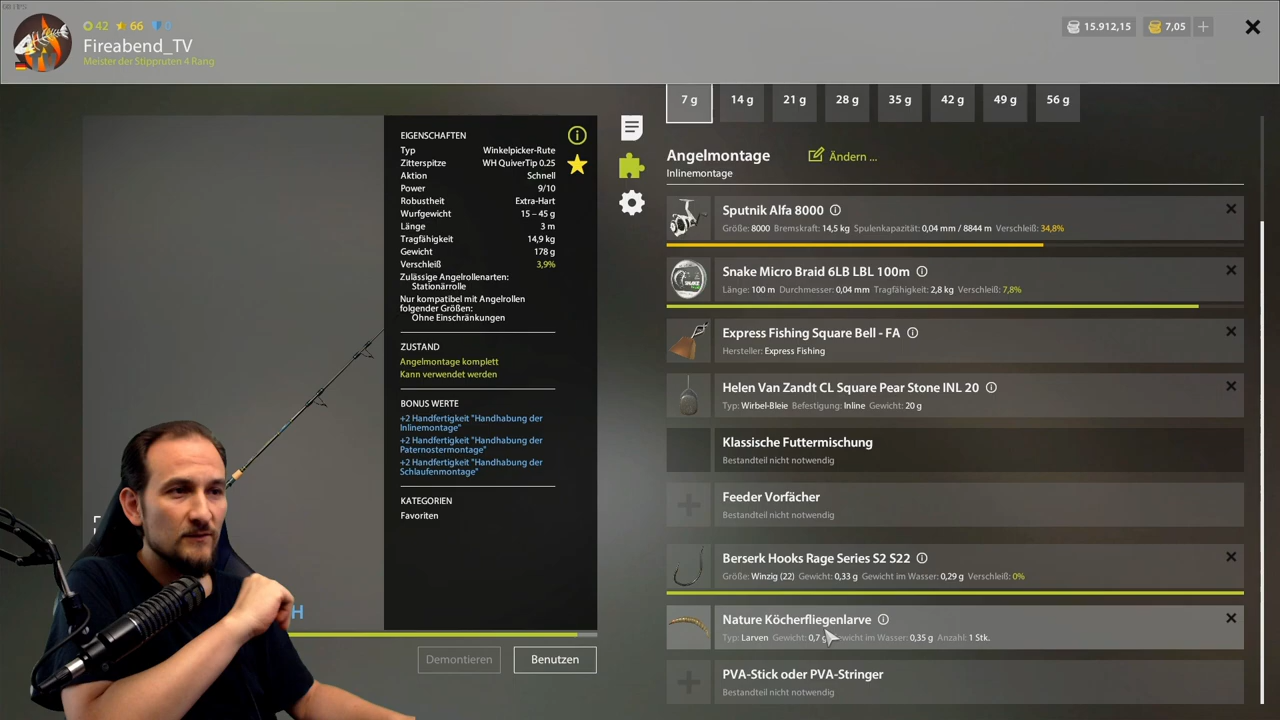 42 66 0
Fireabend_TV
Meister der Stippruten 4 Rang
15.912,15 7,05
EIGENSCHAFTEN
Typ Winkelpicker-Rute
Zitterspitze WH QuiverTip 0.25
Aktion Schnell
Power 9/10
Robustheit Extra-Hart
Wurfgewicht 15 – 45 g
Länge 3 m
Tragfähigkeit 14,9 kg
Gewicht 178 g
Verschleiß 3,9%
Zulässige Angelrollenarten:
Stationärrolle
Nur kompatibel mit Angelrollen
folgender Größen:
Ohne Einschränkungen
ZUSTAND
Angelmontage komplett
Kann verwendet werden
BONUS WERTE
+2 Handfertigkeit "Handhabung der
Inlinemontage"
+2 Handfertigkeit "Handhabung der
Paternostermontage"
+2 Handfertigkeit "Handhabung der
Schlaufenmontage"
KATEGORIEN
Favoriten
H
Demontieren Benutzen
7 g 14 g 21 g 28 g 35 g 42 g 49 g 56 g
Angelmontage Ändern ...
Inlinemontage
Sputnik Alfa 8000
Größe: 8000 Bremskraft: 14,5 kg Spulenkapazität: 0,04 mm / 8844 m Verschleiß: 34,8%
Snake Micro Braid 6LB LBL 100m
Länge: 100 m Durchmesser: 0,04 mm Tragfähigkeit: 2,8 kg Verschleiß: 7,8%
Express Fishing Square Bell - FA
Hersteller: Express Fishing
Helen Van Zandt CL Square Pear Stone INL 20
Typ: Wirbel-Bleie Befestigung: Inline Gewicht: 20 g
Klassische Futtermischung
Bestandteil nicht notwendig
Feeder Vorfächer
Bestandteil nicht notwendig
Berserk Hooks Rage Series S2 S22
Größe: Winzig (22) Gewicht: 0,33 g Gewicht im Wasser: 0,29 g Verschleiß: 0%
Nature Köcherfliegenlarve
Typ: Larven Gewicht: 0,7 g Gewicht im Wasser: 0,35 g Anzahl: 1 Stk.
PVA-Stick oder PVA-Stringer
Bestandteil nicht notwendig